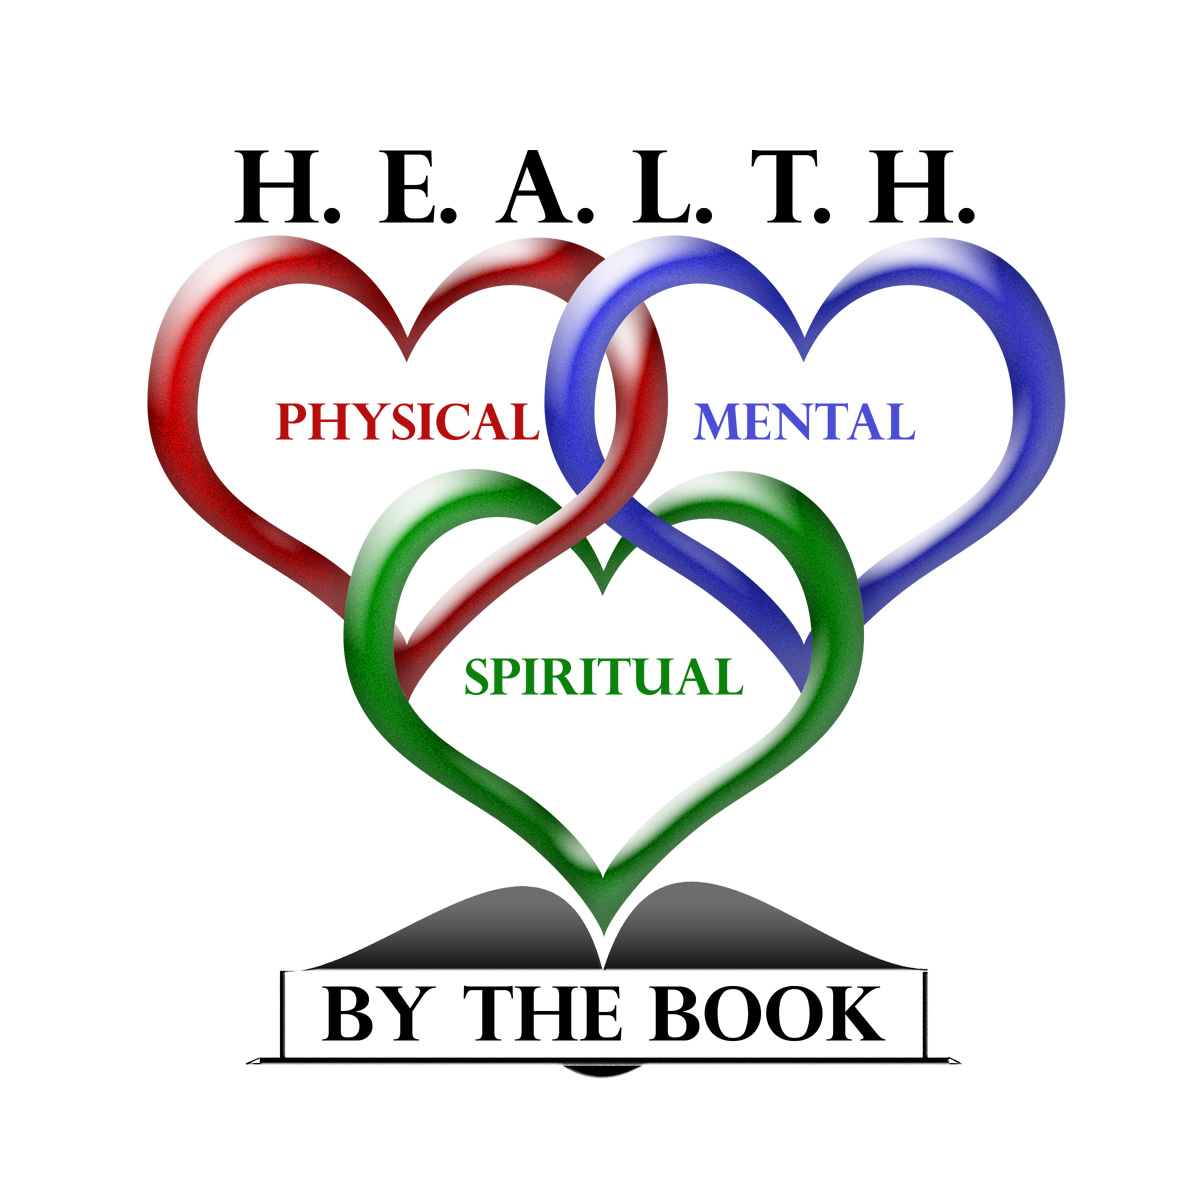 H. E. A. L. T. H.
PHYSICAL
MENTAL
SPIRITUAL
BY THE BOOK